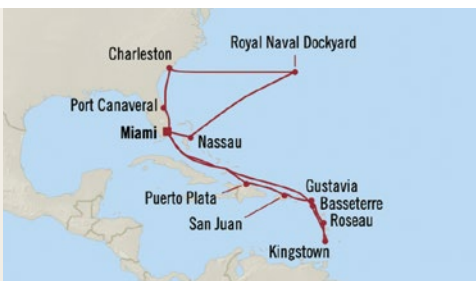 Royal Naval Dockyard
Charleston
Port Canaveral
Miami
Nassau
Puerto Plata
San Juan
Gustavia
Basseterre
Roseau
Kingstown